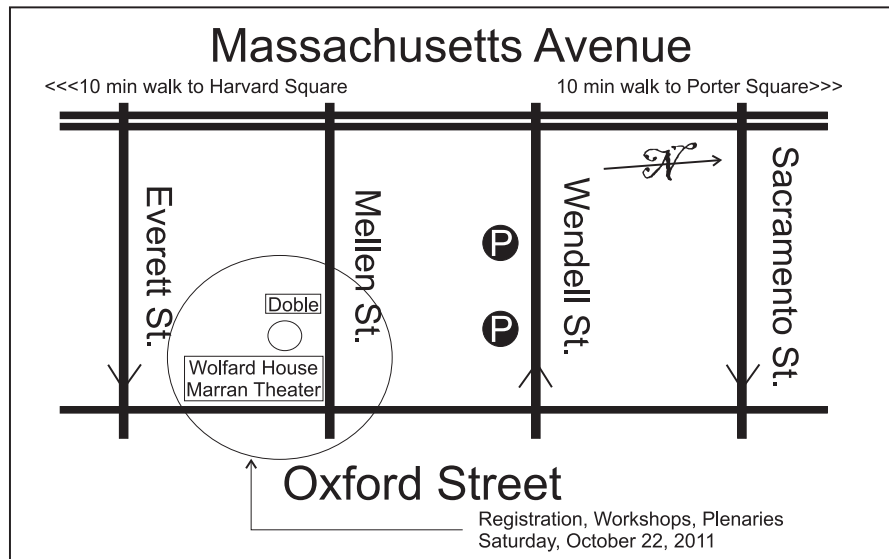 Massachusetts Avenue
<<<10 min walk to Harvard Square
10 min walk to Porter Square>>>
N
Everett St.
Mellen St.
Wendell St.
Sacramento St.
P
P
Doble
Wolfard House
Marran Theater
Oxford Street
Registration, Workshops, Plenaries
Saturday, October 22, 2011